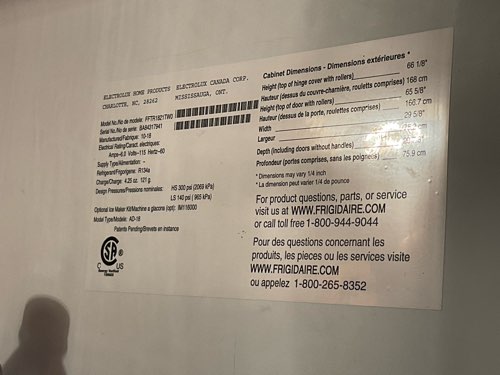 ELECTROLUX HOME PRODUCTS ELECTROLUX CANADA CORP.
CHARLOTTE, NC, 28262 MISSISSAUGA, ONT.
Model No./No de modele: FFTR1821TW0
Serial No./No de serie: BA84317941
Manufactured/Fabrique: 10-18
Electrical Rating/Caract. électriques:
Amps-6.0 Volts-115 Hertz-60
Supply Type/Alimentation: -
Refrigerant/Frigorigène: R134a
Charge/Charge: 4.25 oz. 121 g.
Design Pressures/Pressions nominales: HS 300 psi (2069 kPa)
LS 140 psi (965 kPa)
Optional Ice Maker Kit/Machine a glacons (opt): IM116000
Model Type/Modele: AD-18
Patents Pending/Brevets en instance
CSA ®
C US
Cabinet Dimensions - Dimensions extérieures *
Height (top of hinge cover with rollers) 66 1/8"
Hauteur (dessus du couvre-charnière, roulettes comprises) 168 cm
Height (top of door with rollers) 65 5/8"
Hauteur (dessus de la porte, roulettes comprises) 166.7 cm
Width 29 5/8"
Largeur
Depth (including doors without handles)
Profondeur (portes comprises, sans les poignées) 75.9 cm
* Dimensions may vary 1/4 inch
* La dimension peut varier 1/4 de pounce
For product questions, parts, or service
visit us at WWW.FRIGIDAIRE.COM
or call toll free 1-800-944-9044
Pour des questions concernant les
produits, les pieces ou les services visite
WWW.FRIGIDAIRE.COM
ou appelez 1-800-265-8352